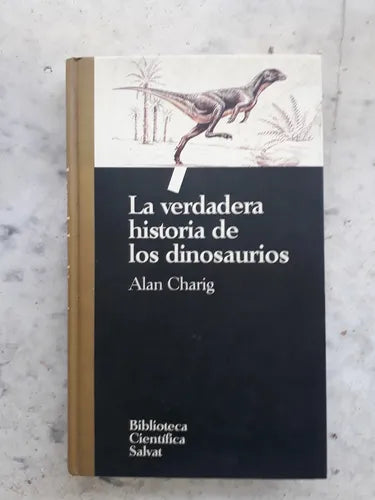 La verdadera
historia de
los dinosaurios
Alan Charig
Biblioteca
Científica
Salvat